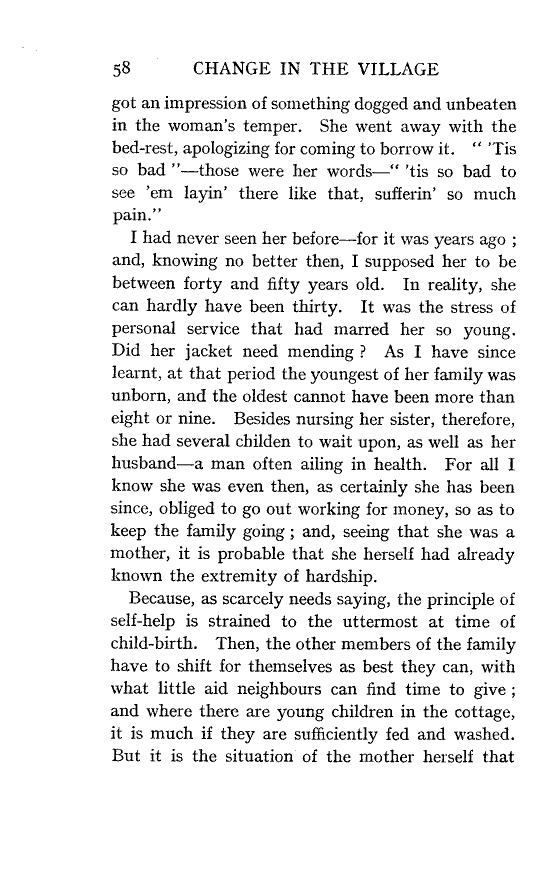 58 CHANGE IN THE VILLAGE
got an impression of something dogged and unbeaten
in the woman's temper. She went away with the
bed-rest, apologizing for coming to borrow it. " 'Tis
so bad "—those were her words—" 'tis so bad to
see 'em layin' there like that, sufferin' so much
pain."
I had never seen her before—for it was years ago ;
and, knowing no better then, I supposed her to be
between forty and fifty years old. In reality, she
can hardly have been thirty. It was the stress of
personal service that had marred her so young.
Did her jacket need mending ? As I have since
learnt, at that period the youngest of her family was
unborn, and the oldest cannot have been more than
eight or nine. Besides nursing her sister, therefore,
she had several childen to wait upon, as well as her
husband—a man often ailing in health. For all I
know she was even then, as certainly she has been
since, obliged to go out working for money, so as to
keep the family going ; and, seeing that she was a
mother, it is probable that she herself had already
known the extremity of hardship.
Because, as scarcely needs saying, the principle of
self-help is strained to the uttermost at time of
child-birth. Then, the other members of the family
have to shift for themselves as best they can, with
what little aid neighbours can find time to give ;
and where there are young children in the cottage,
it is much if they are sufficiently fed and washed.
But it is the situation of the mother herself that